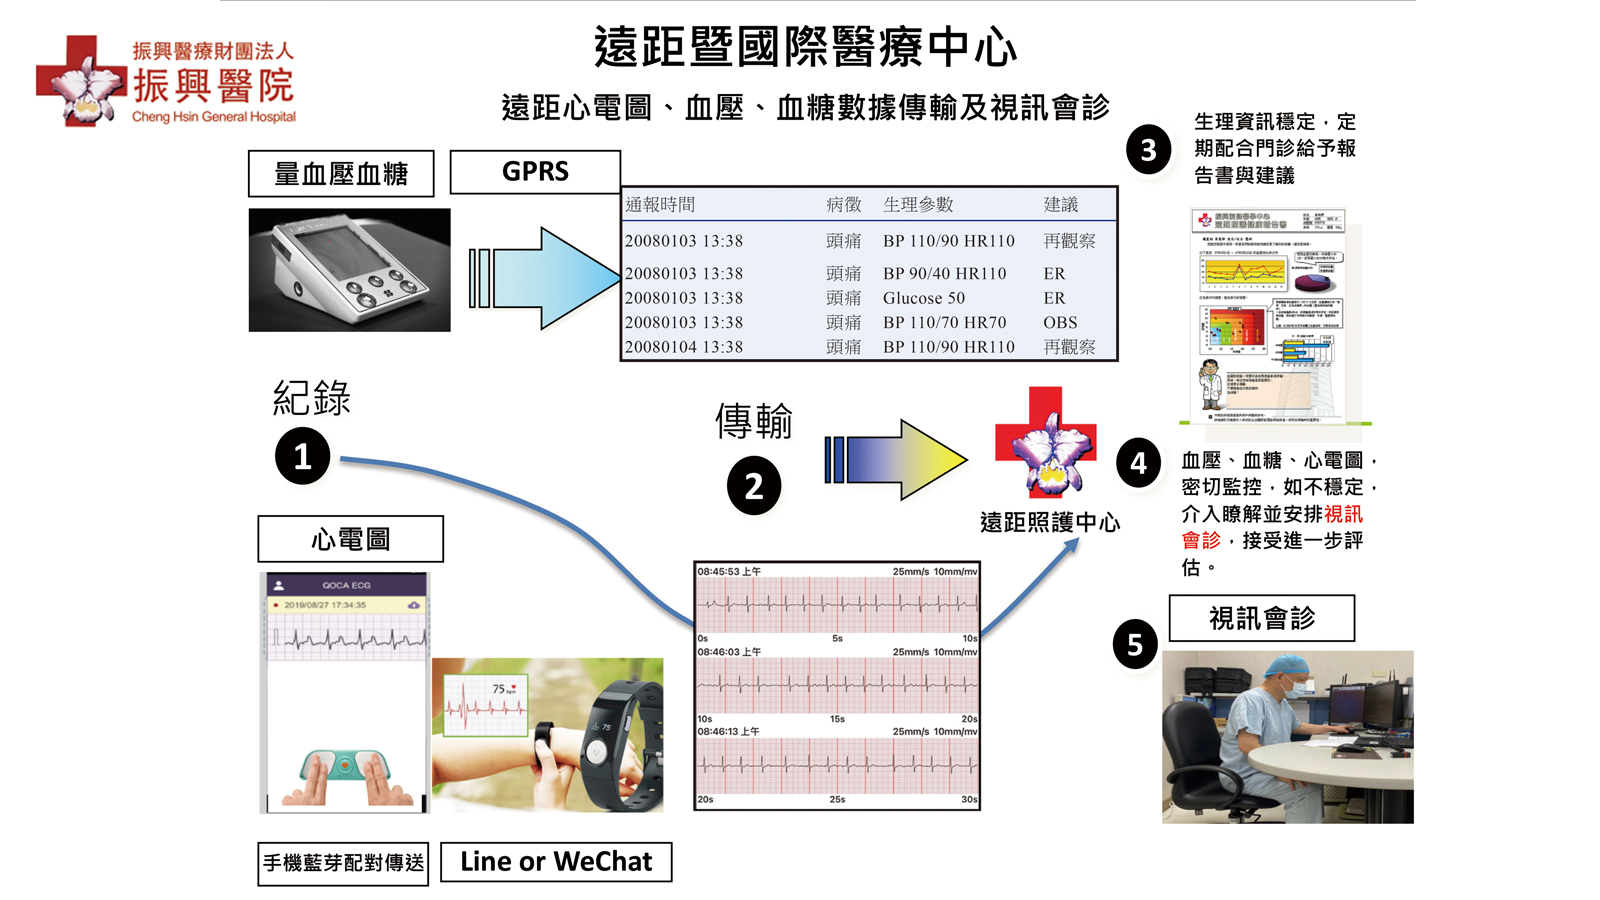 振興醫療財團法人
振興醫院
Cheng Hsin General Hospital
遠距暨國際醫療中心
遠距心電圖、血壓、血糖數據傳輸及視訊會診
量血壓血糖
GPRS
通報時間 病徵 生理參數 建議
20080103 13:38 頭痛 BP 110/90 HR110 再觀察
20080103 13:38 頭痛 BP 90/40 HR110 ER
20080103 13:38 頭痛 Glucose 50 ER
20080103 13:38 頭痛 BP 110/70 HR70 OBS
20080104 13:38 頭痛 BP 110/90 HR110 再觀察
3
生理資訊穩定，定
期配合門診給予報
告書與建議
紀錄
1
傳輸
2
遠距照護中心
4
血壓、血糖、心電圖，
密切監控，如不穩定，
介入瞭解並安排視訊
會診，接受進一步評
估。
心電圖
QOCA ECG
2019/08/27 17:34:35
75 bpm
75
08:45:53 上午 25mm/s 10mm/mv
0s 5s 10s
08:46:03 上午 25mm/s 10mm/mv
10s 15s 20s
08:46:13 上午 25mm/s 10mm/mv
20s 25s 30s
5
視訊會診
手機藍芽配對傳送
Line or WeChat